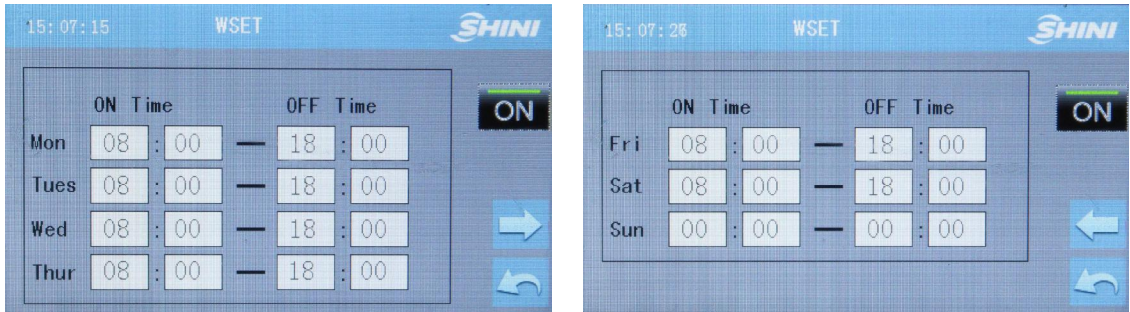 15:07:15 WSET SHINI
ON Time OFF Time ON
Mon 08 : 00 — 18 : 00
Tues 08 : 00 — 18 : 00
Wed 08 : 00 — 18 : 00
Thur 08 : 00 — 18 : 00
15:07:28 WSET SHINI
ON Time OFF Time ON
Fri 08 : 00 — 18 : 00
Sat 08 : 00 — 18 : 00
Sun 00 : 00 — 00 : 00